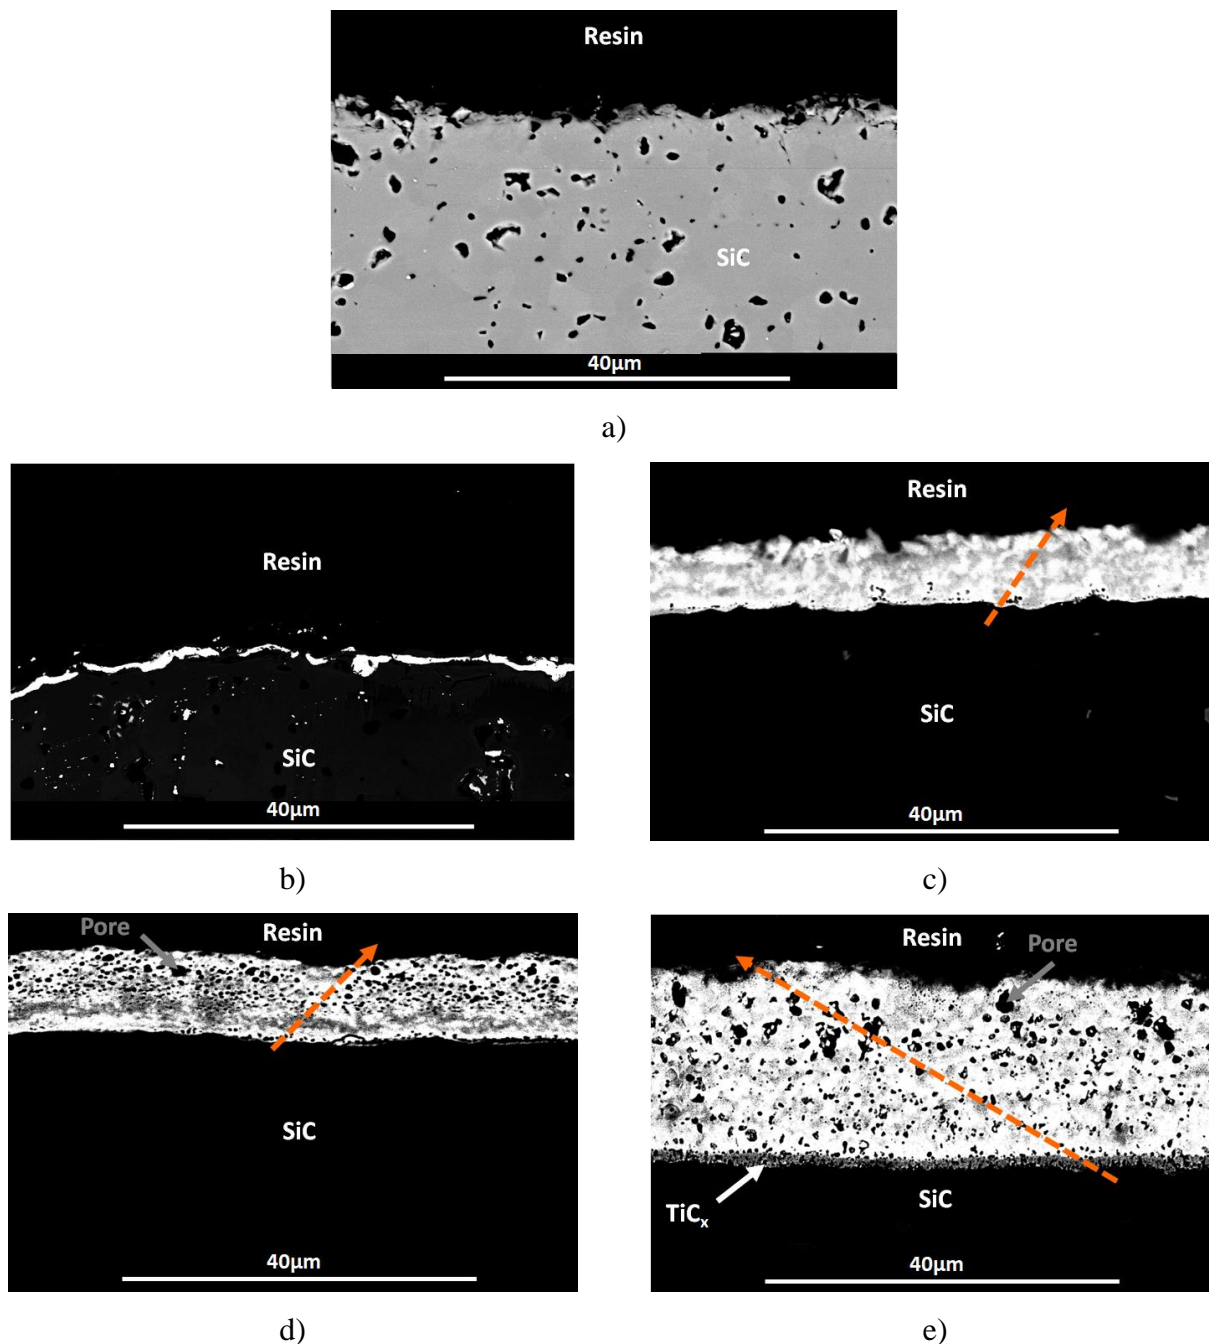 Resin
SiC
40µm
a)
Resin
SiC
40µm
b)
Resin
SiC
40µm
c)
Pore
Resin
SiC
40µm
d)
Resin
Pore
SiC
TiCx
40µm
e)